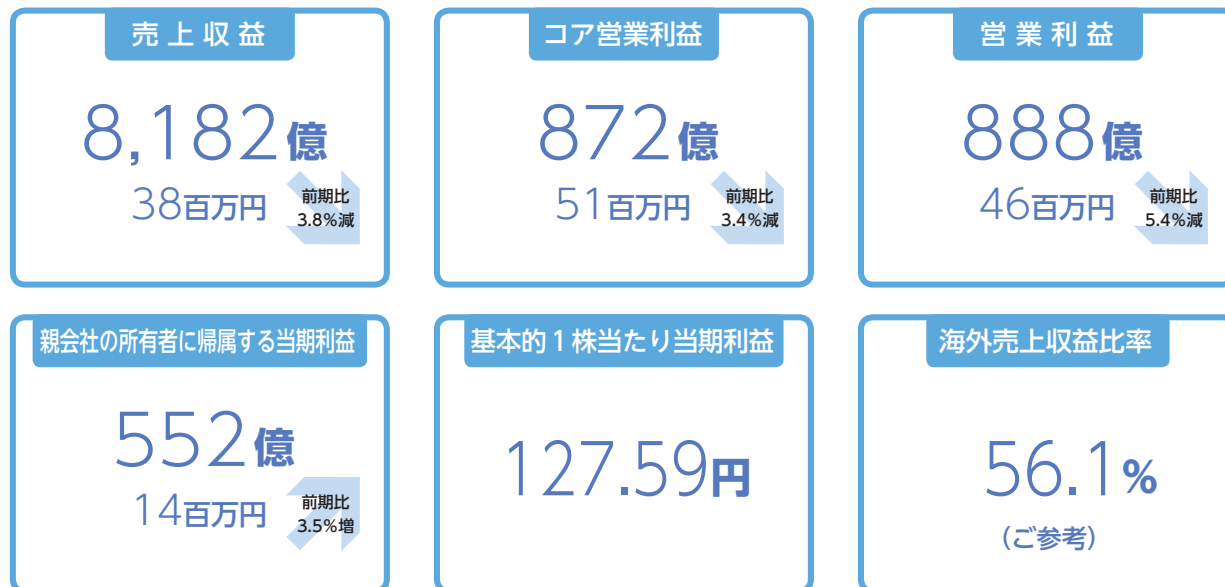 売上収益
8,182億
38百万円
前期比
3.8%減
コア営業利益
872億
51百万円
前期比
3.4%減
営業利益
888億
46百万円
前期比
5.4%減
親会社の所有者に帰属する当期利益
552億
14百万円
前期比
3.5%増
基本的1株当たり当期利益
127.59円
海外売上収益比率
56.1%
(ご参考)